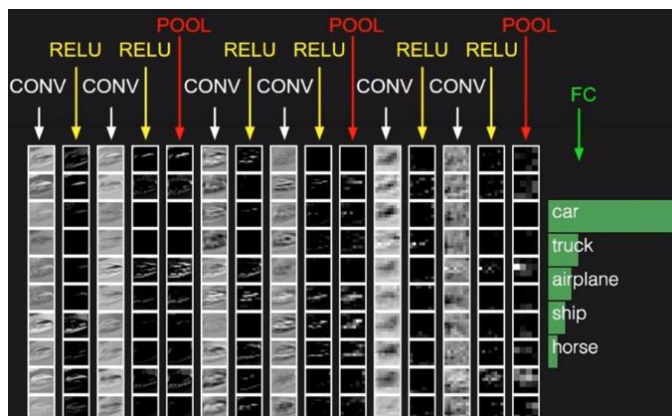 POOL POOL POOL
RELU RELU RELU RELU RELU RELU
CONV CONV CONV CONV CONV CONV FC
car
truck
airplane
ship
horse